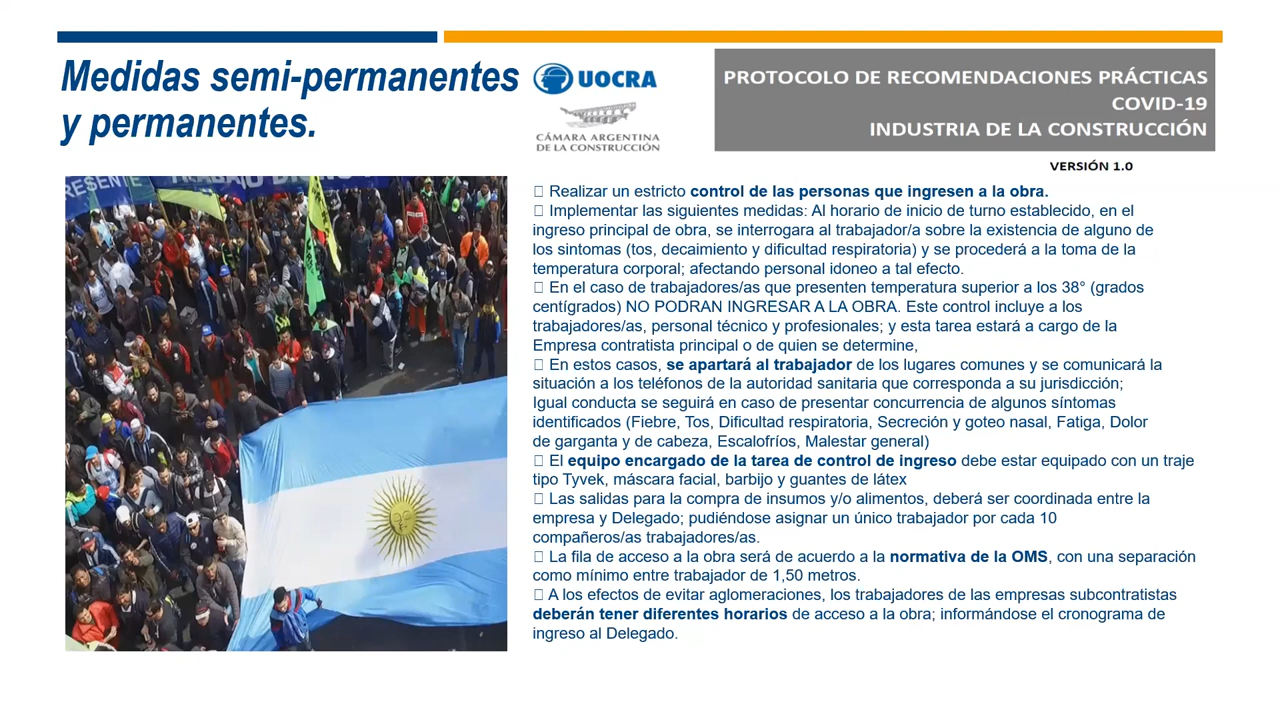 Medidas semi-permanentes
y permanentes.
UOCRA
CÁMARA ARGENTINA
DE LA CONSTRUCCIÓN
PROTOCOLO DE RECOMENDACIONES PRÁCTICAS
COVID-19
INDUSTRIA DE LA CONSTRUCCIÓN
VERSIÓN 1.0
RESENTE
TRABAJO
Realizar un estricto control de las personas que ingresen a la obra.
Implementar las siguientes medidas: Al horario de inicio de turno establecido, en el
ingreso principal de obra, se interrogara al trabajador/a sobre la existencia de alguno de
los sintomas (tos, decaimiento y dificultad respiratoria) y se procederá a la toma de la
temperatura corporal; afectando personal idoneo a tal efecto.
En el caso de trabajadores/as que presenten temperatura superior a los 38° (grados
centígrados) NO PODRAN INGRESAR A LA OBRA. Este control incluye a los
trabajadores/as, personal técnico y profesionales; y esta tarea estará a cargo de la
Empresa contratista principal o de quien se determine,
En estos casos, se apartará al trabajador de los lugares comunes y se comunicará la
situación a los teléfonos de la autoridad sanitaria que corresponda a su jurisdicción;
Igual conducta se seguirá en caso de presentar concurrencia de algunos síntomas
identificados (Fiebre, Tos, Dificultad respiratoria, Secreción y goteo nasal, Fatiga, Dolor
de garganta y de cabeza, Escalofríos, Malestar general)
El equipo encargado de la tarea de control de ingreso debe estar equipado con un traje
tipo Tyvek, máscara facial, barbijo y guantes de látex
Las salidas para la compra de insumos y/o alimentos, deberá ser coordinada entre la
empresa y Delegado; pudiéndose asignar un único trabajador por cada 10
compañeros/as trabajadores/as.
La fila de acceso a la obra será de acuerdo a la normativa de la OMS, con una separación
como mínimo entre trabajador de 1,50 metros.
A los efectos de evitar aglomeraciones, los trabajadores de las empresas subcontratistas
deberán tener diferentes horarios de acceso a la obra; informándose el cronograma de
ingreso al Delegado.